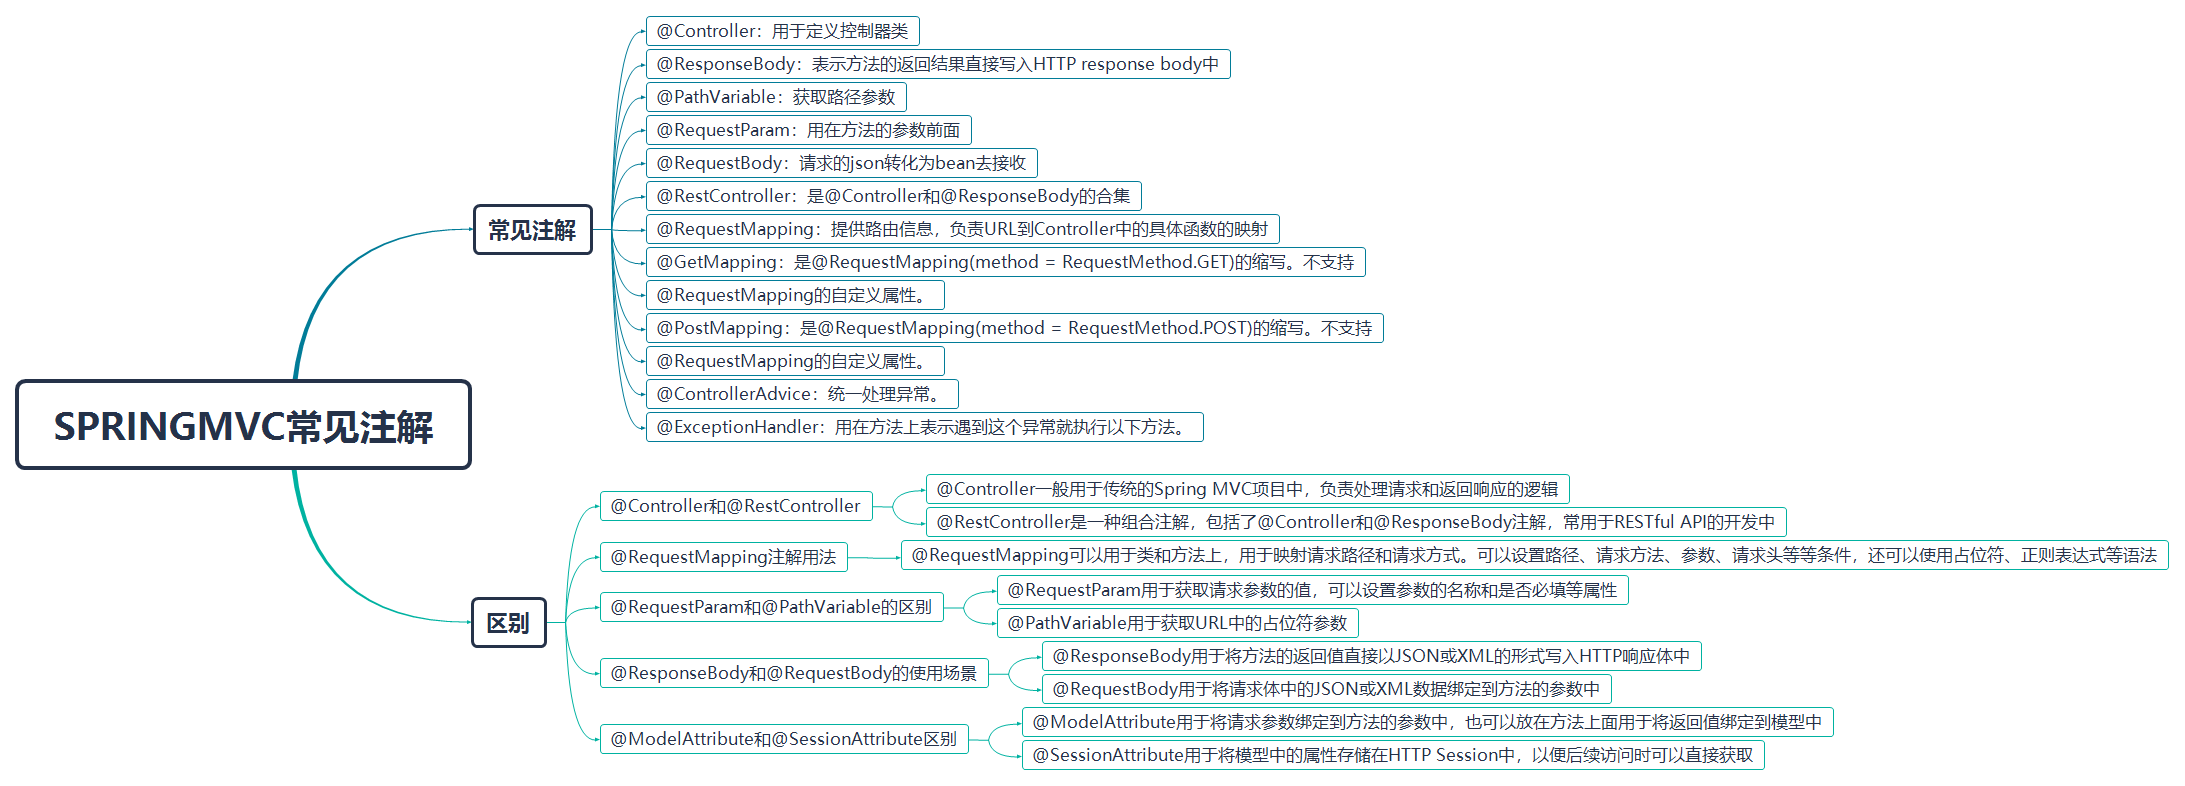 SPRINGMVC常见注解
常见注解
@Controller：用于定义控制器类
@ResponseBody：表示方法的返回结果直接写入HTTP response body中
@PathVariable：获取路径参数
@RequestParam：用在方法的参数前面
@RequestBody：请求的json转化为bean去接收
@RestController：是@Controller和@ResponseBody的合集
@RequestMapping：提供路由信息，负责URL到Controller中的具体函数的映射
@GetMapping：是@RequestMapping(method = RequestMethod.GET)的缩写。不支持
@RequestMapping的自定义属性。
@PostMapping：是@RequestMapping(method = RequestMethod.POST)的缩写。不支持
@RequestMapping的自定义属性。
@ControllerAdvice：统一处理异常。
@ExceptionHandler：用在方法上表示遇到这个异常就执行以下方法。
区别
@Controller和@RestController
@Controller一般用于传统的Spring MVC项目中，负责处理请求和返回响应的逻辑
@RestController是一种组合注解，包括了@Controller和@ResponseBody注解，常用于RESTful API的开发中
@RequestMapping注解用法
@RequestMapping可以用于类和方法上，用于映射请求路径和请求方式。可以设置路径、请求方法、参数、请求头等等条件，还可以使用占位符、正则表达式等语法
@RequestParam和@PathVariable的区别
@RequestParam用于获取请求参数的值，可以设置参数的名称和是否必填等属性
@PathVariable用于获取URL中的占位符参数
@ResponseBody和@RequestBody的使用场景
@ResponseBody用于将方法的返回值直接以JSON或XML的形式写入HTTP响应体中
@RequestBody用于将请求体中的JSON或XML数据绑定到方法的参数中
@ModelAttribute和@SessionAttribute区别
@ModelAttribute用于将请求参数绑定到方法的参数中，也可以放在方法上面用于将返回值绑定到模型中
@SessionAttribute用于将模型中的属性存储在HTTP Session中，以便后续访问时可以直接获取